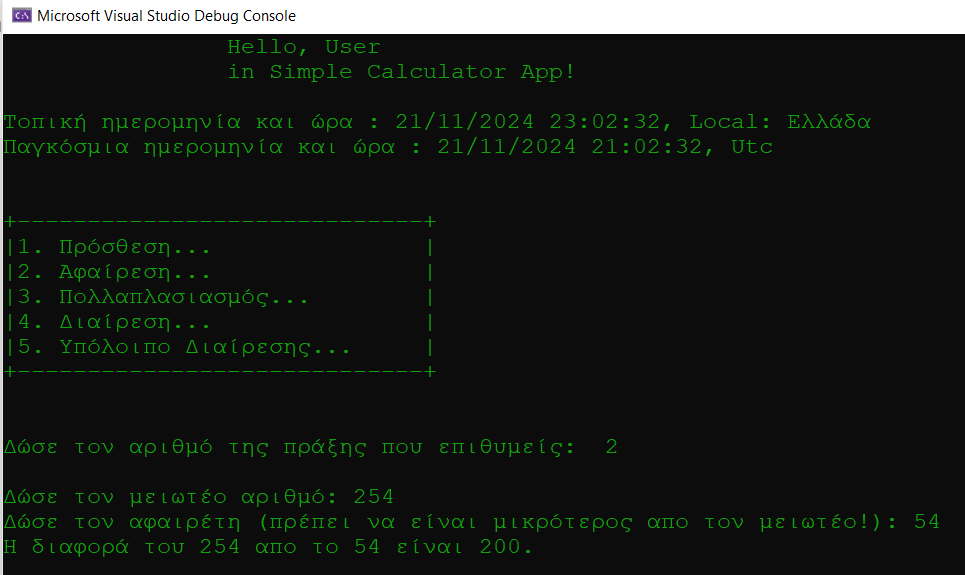 Microsoft Visual Studio Debug Console
Hello, User
in Simple Calculator App!
Τοπική ημερομηνία και ώρα : 21/11/2024 23:02:32, Local: Ελλάδα
Παγκόσμια ημερομηνία και ώρα : 21/11/2024 21:02:32, Utc
+-----------------------------+
|1. Πρόσθεση...               |
|2. Αφαίρεση...               |
|3. Πολλαπλασιασμός...        |
|4. Διαίρεση...               |
|5. Υπόλοιπο Διαίρεσης...     |
+-----------------------------+
Δώσε τον αριθμό της πράξης που επιθυμείς:  2
Δώσε τον μειωτέο αριθμό: 254
Δώσε τον αφαιρέτη (πρέπει να είναι μικρότερος απο τον μειωτέο!): 54
Η διαφορά του 254 απο το 54 είναι 200.